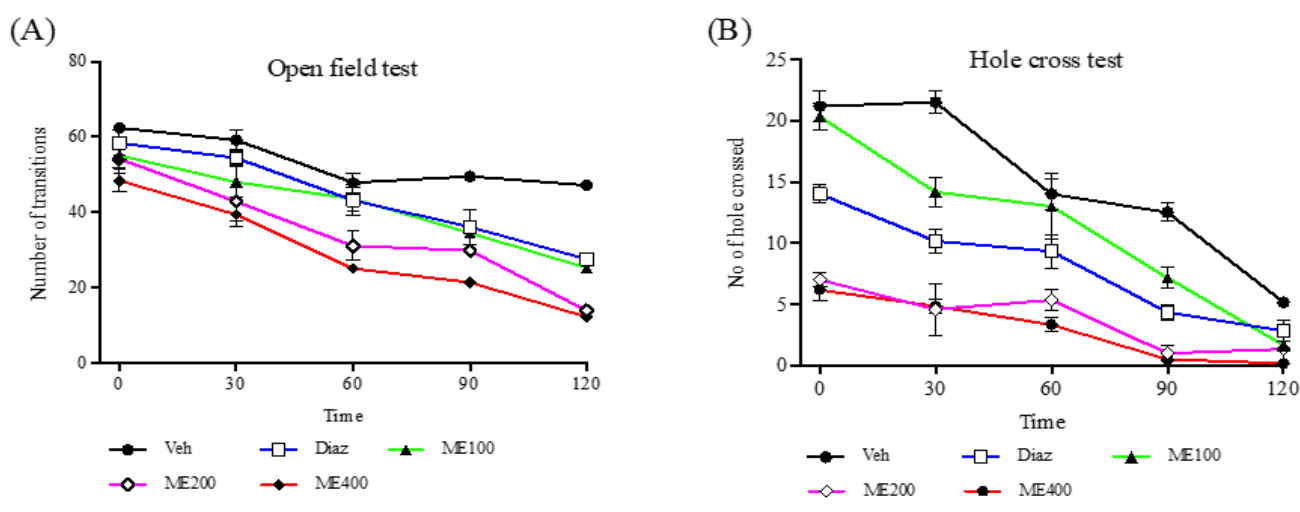 (A)
Open field test
Number of transitions
80
60
40
20
0
0 30 60 90 120
Time
Veh Diaz ME100
ME200 ME400
(B)
Hole cross test
No of hole crossed
25
20
15
10
5
0
0 30 60 90 120
Time
Veh Diaz ME100
ME200 ME400